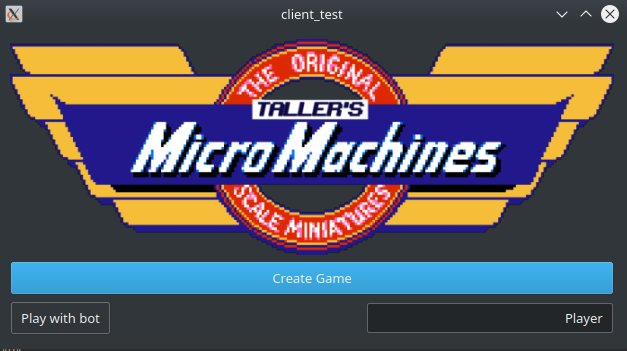 client_test
THE ORIGINAL
TALLER'S
MicroMachines
SCALE MINIATURES
Create Game
Play with bot
Player